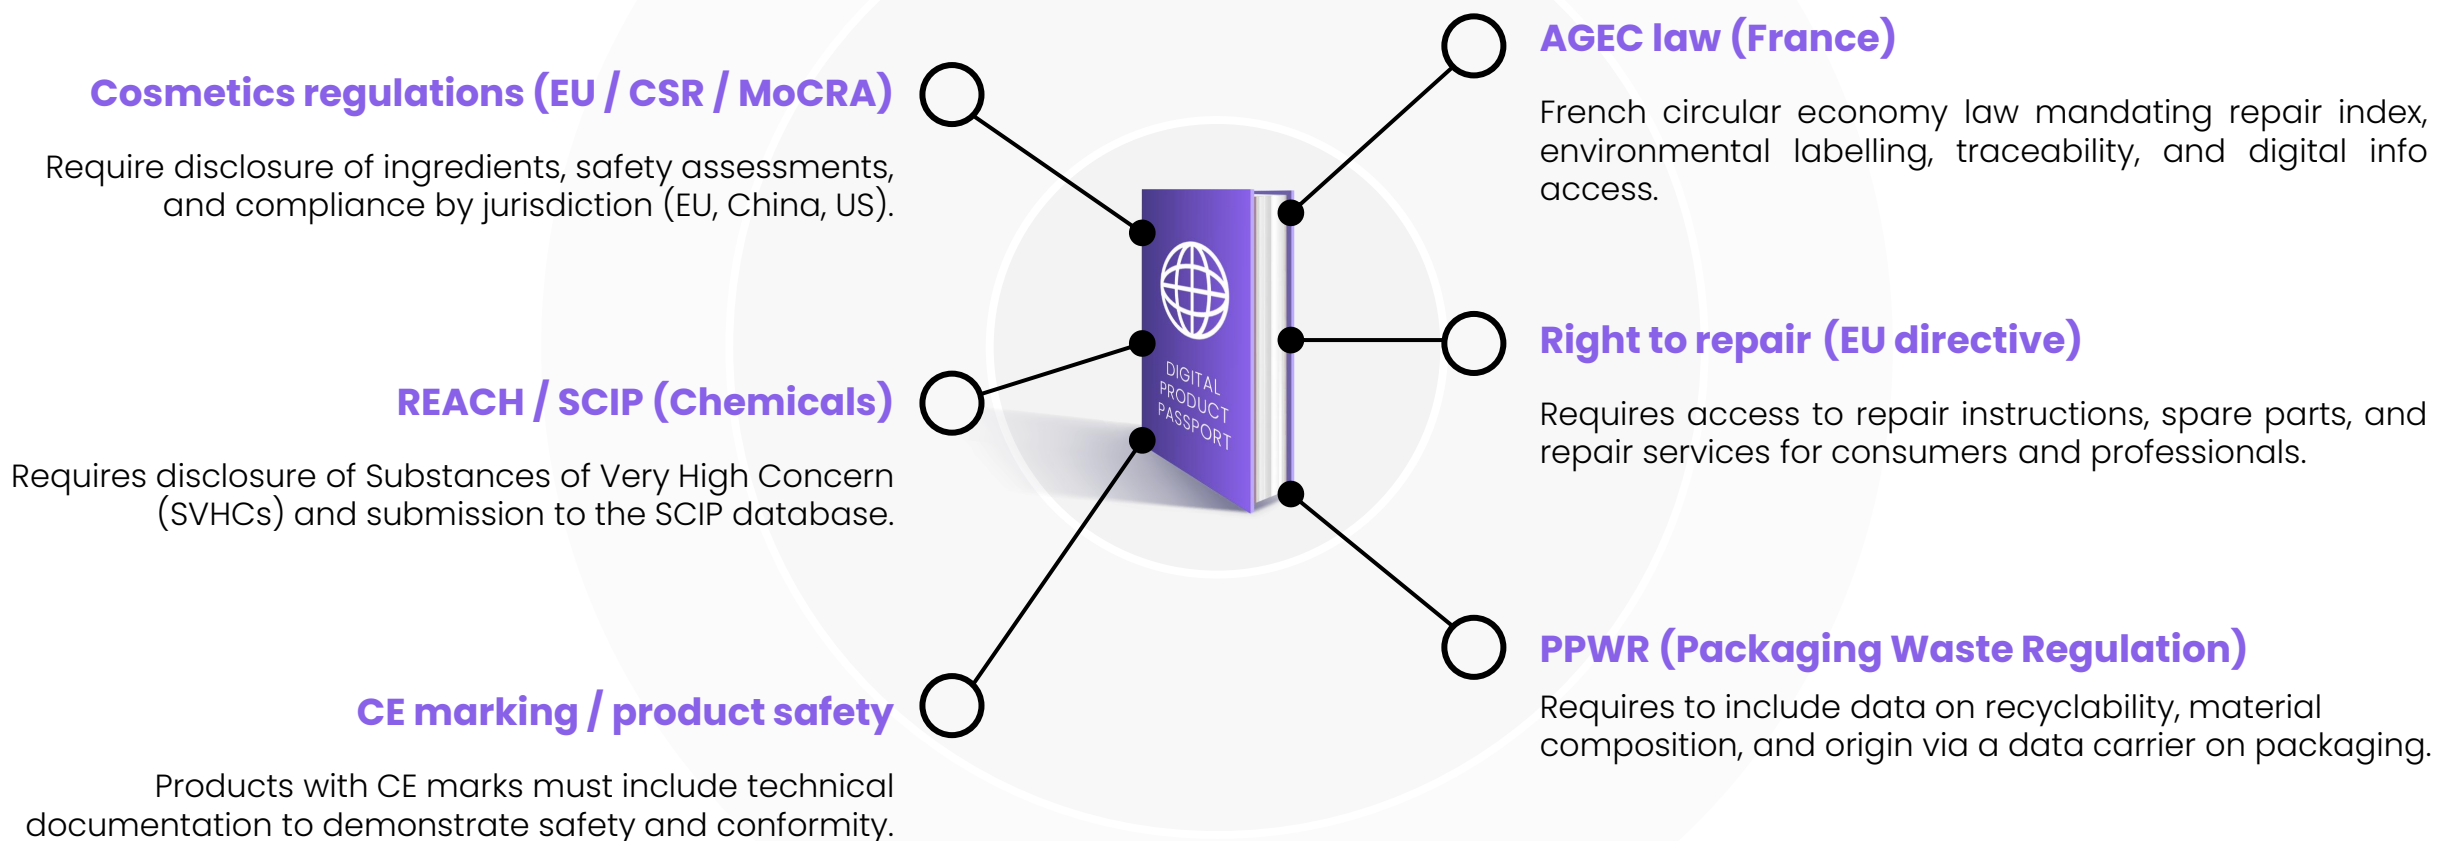 Cosmetics regulations (EU / CSR / MoCRA)
Require disclosure of ingredients, safety assessments,
and compliance by jurisdiction (EU, China, US).
REACH / SCIP (Chemicals)
Requires disclosure of Substances of Very High Concern
(SVHCs) and submission to the SCIP database.
CE marking / product safety
Products with CE marks must include technical
documentation to demonstrate safety and conformity.
DIGITAL
PRODUCT
PASSPORT
AGEC law (France)
French circular economy law mandating repair index,
environmental labelling, traceability, and digital info
access.
Right to repair (EU directive)
Requires access to repair instructions, spare parts, and
repair services for consumers and professionals.
PPWR (Packaging Waste Regulation)
Requires to include data on recyclability, material
composition, and origin via a data carrier on packaging.